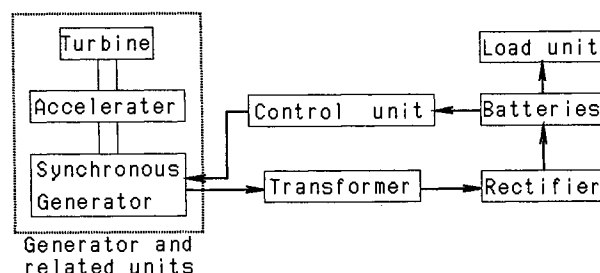 Turbine
Load unit
Accelerater
Control unit
Batteries
Synchronous
Generator
Transformer
Rectifier
Generator and
related units